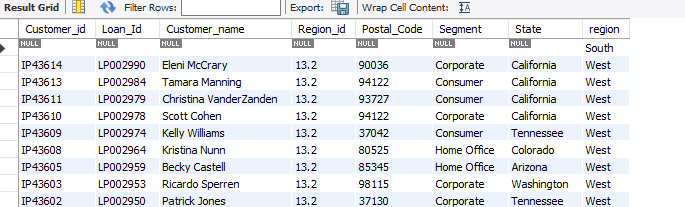 Result Grid Filter Rows: Export: Wrap Cell Content:
Customer_id Loan_Id Customer_name Region_id Postal_Code Segment State region
NULL NULL NULL NULL NULL NULL NULL South
IP43614 LP002990 Eleni McCrary 13.2 90036 Corporate California West
IP43613 LP002984 Tamara Manning 13.2 94122 Consumer California West
IP43611 LP002979 Christina VanderZanden 13.2 93727 Consumer California West
IP43610 LP002978 Scott Cohen 13.2 94122 Corporate California West
IP43609 LP002974 Kelly Williams 13.2 37042 Consumer Tennessee West
IP43608 LP002964 Kristina Nunn 13.2 80525 Home Office Colorado West
IP43605 LP002959 Becky Castell 13.2 85345 Home Office Arizona West
IP43603 LP002953 Ricardo Sperren 13.2 98115 Corporate Washington West
IP43602 LP002950 Patrick Jones 13.2 37130 Corporate Tennessee West